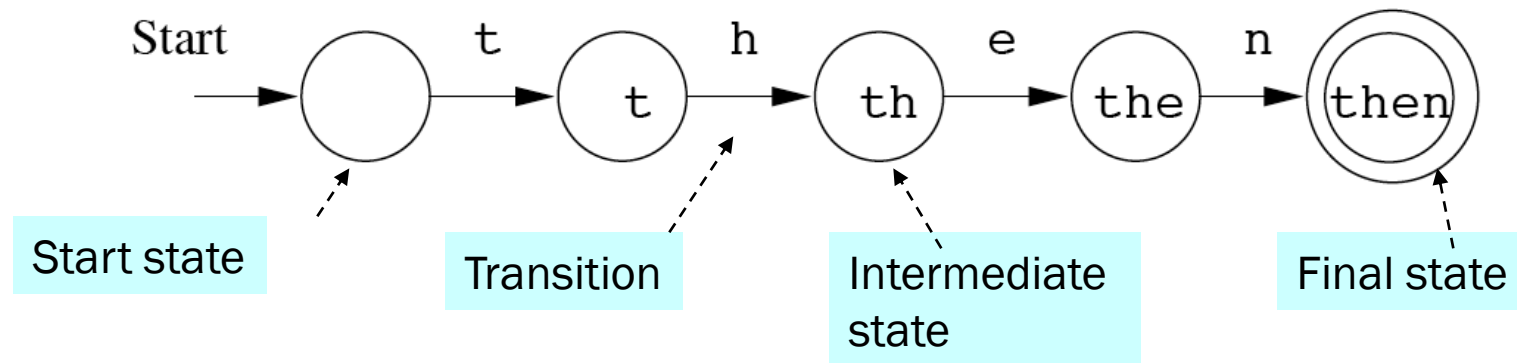 Start t h e n
t th the then
Start state
Transition
Intermediate
state
Final state